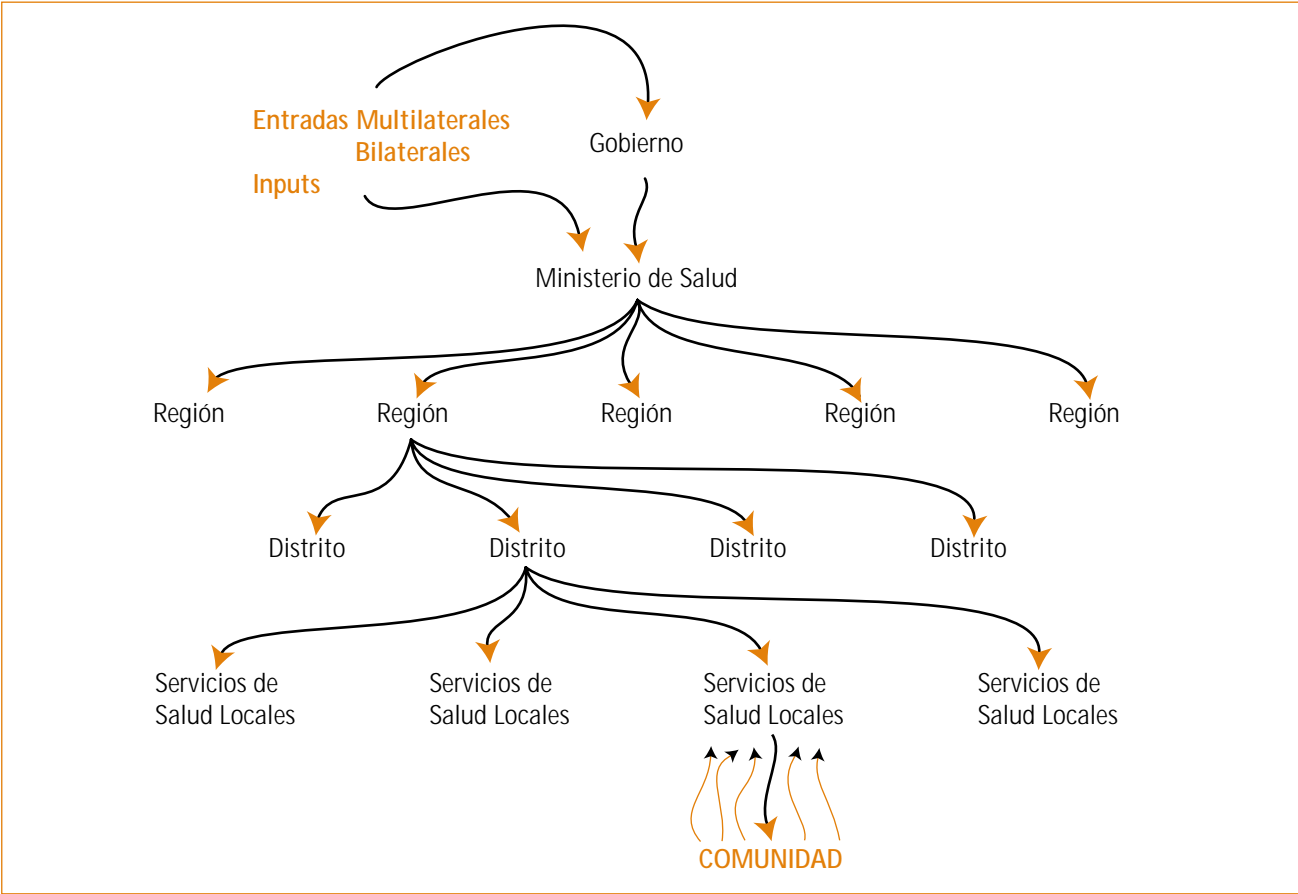 Entradas Multilaterales
Bilaterales
Inputs
Gobierno
Ministerio de Salud
Región
Región
Región
Región
Región
Distrito
Distrito
Distrito
Distrito
Servicios de
Salud Locales
Servicios de
Salud Locales
Servicios de
Salud Locales
Servicios de
Salud Locales
COMUNIDAD